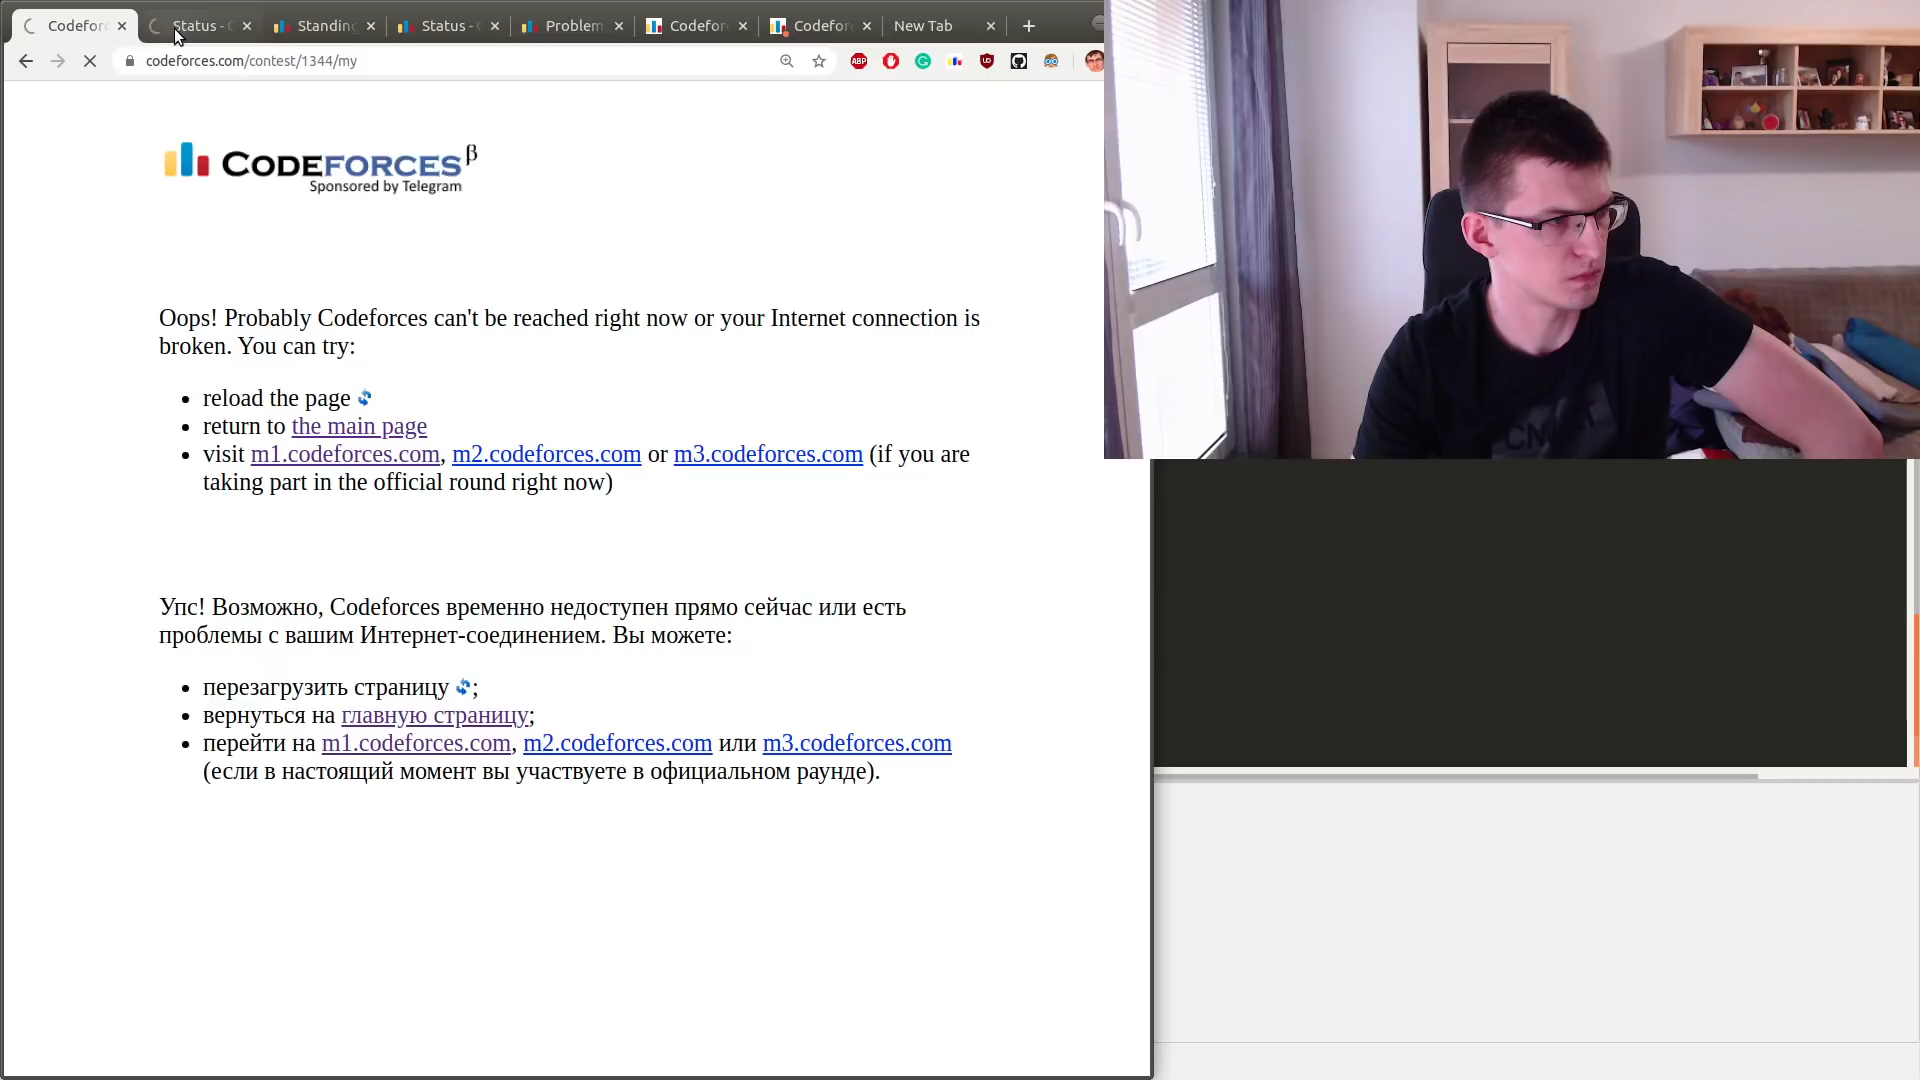 Codefor
Status - C
Standing
Status - C
Problem
Codefor
Codefor
New Tab
codeforces.com/contest/1344/my
ABP
CODEFORCES β
Sponsored by Telegram
Oops! Probably Codeforces can't be reached right now or your Internet connection is
broken. You can try:
reload the page
return to the main page
visit m1.codeforces.com, m2.codeforces.com or m3.codeforces.com (if you are
taking part in the official round right now)
Упс! Возможно, Codeforces временно недоступен прямо сейчас или есть
проблемы с вашим Интернет-соединением. Вы можете:
перезагрузить страницу ;
вернуться на главную страницу;
перейти на m1.codeforces.com, m2.codeforces.com или m3.codeforces.com
(если в настоящий момент вы участвуете в официальном раунде).